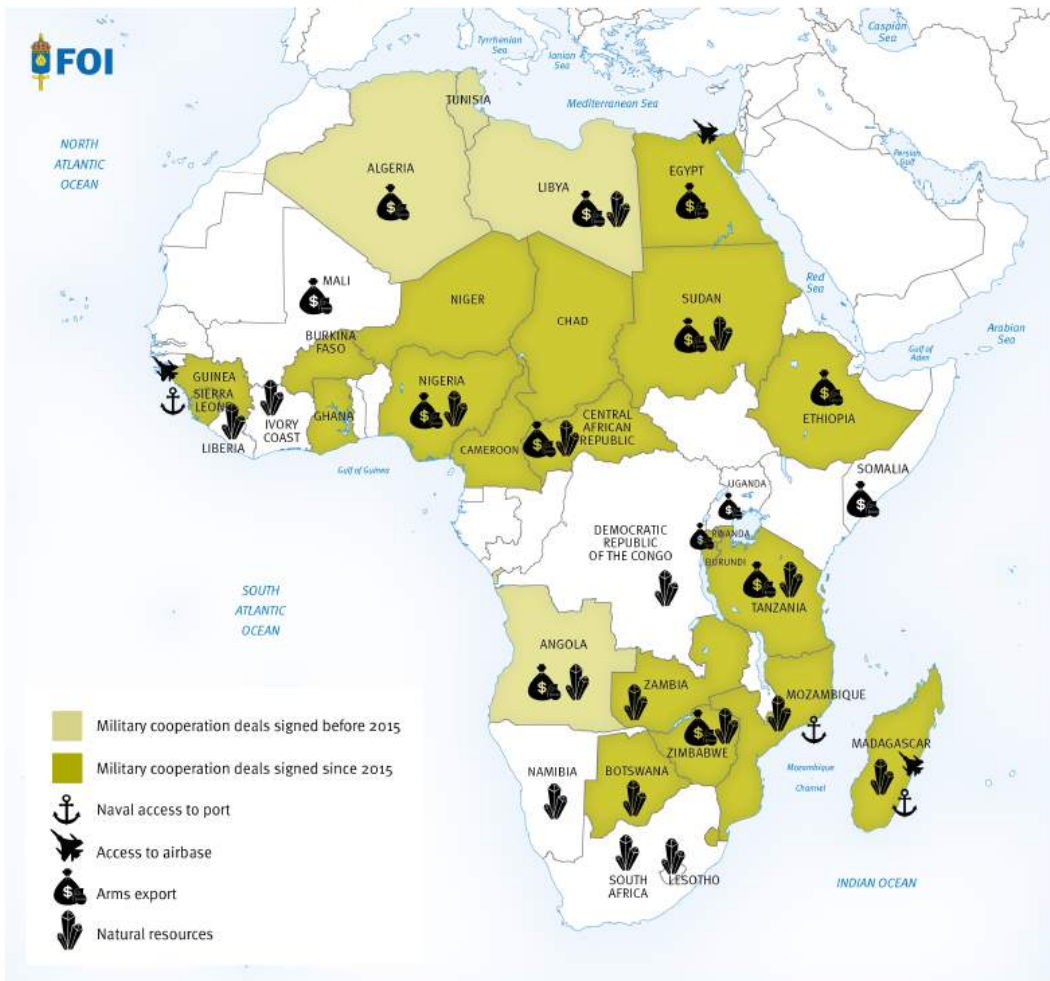 FOI
Caspian
Sea
Tyrrhenian
Sea
Ionian
Sea
Mediterranean Sea
NORTH
ATLANTIC
OCEAN
TUNISIA
ALGERIA
LIBYA
EGYPT
Persian
Golf
MALI
NIGER
CHAD
SUDAN
Red
Sea
Arabian
Sea
Gulf of
Aden
BURKINA
FASO
GUINEA
SIERRA
LEONE
LIBERIA
IVORY
COAST
GHANA
NIGERIA
CAMEROON
CENTRAL
AFRICAN
REPUBLIC
ETHIOPIA
SOMALIA
Gulf of Guinea
UGANDA
RWANDA
BURUNDI
DEMOCRATIC
REPUBLIC
OF THE CONGO
TANZANIA
SOUTH
ATLANTIC
OCEAN
ANGOLA
ZAMBIA
MOZAMBIQUE
ZIMBABWE
MADAGASCAR
NAMIBIA
BOTSWANA
Mozambique
Channel
SOUTH
AFRICA
LESOTHO
INDIAN OCEAN
Military cooperation deals signed before 2015
Military cooperation deals signed since 2015
Naval access to port
Access to airbase
Arms export
Natural resources